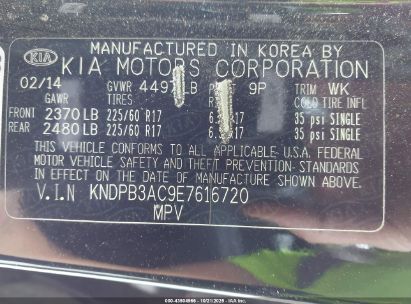 MANUFACTURED IN KOREA BY
KIA KIA MOTORS CORPORATION
02/14 GVWR 449 LB 9P TRIM WK
GAWR TIRES COLD TIRE INFL
FRONT 2370 LB 225/60 R17 35 psi SINGLE
REAR 2480 LB 225/60 R17 35 psi SINGLE
THIS VEHICLE CONFORMS TO ALL APPLICABLE U.S.A. FEDERAL
MOTOR VEHICLE SAFETY AND THEFT PREVENTION STANDARDS
IN EFFECT ON THE DATE OF MANUFACTURE SHOWN ABOVE.
V.I.N KNDPB3AC9E7616720
MPV